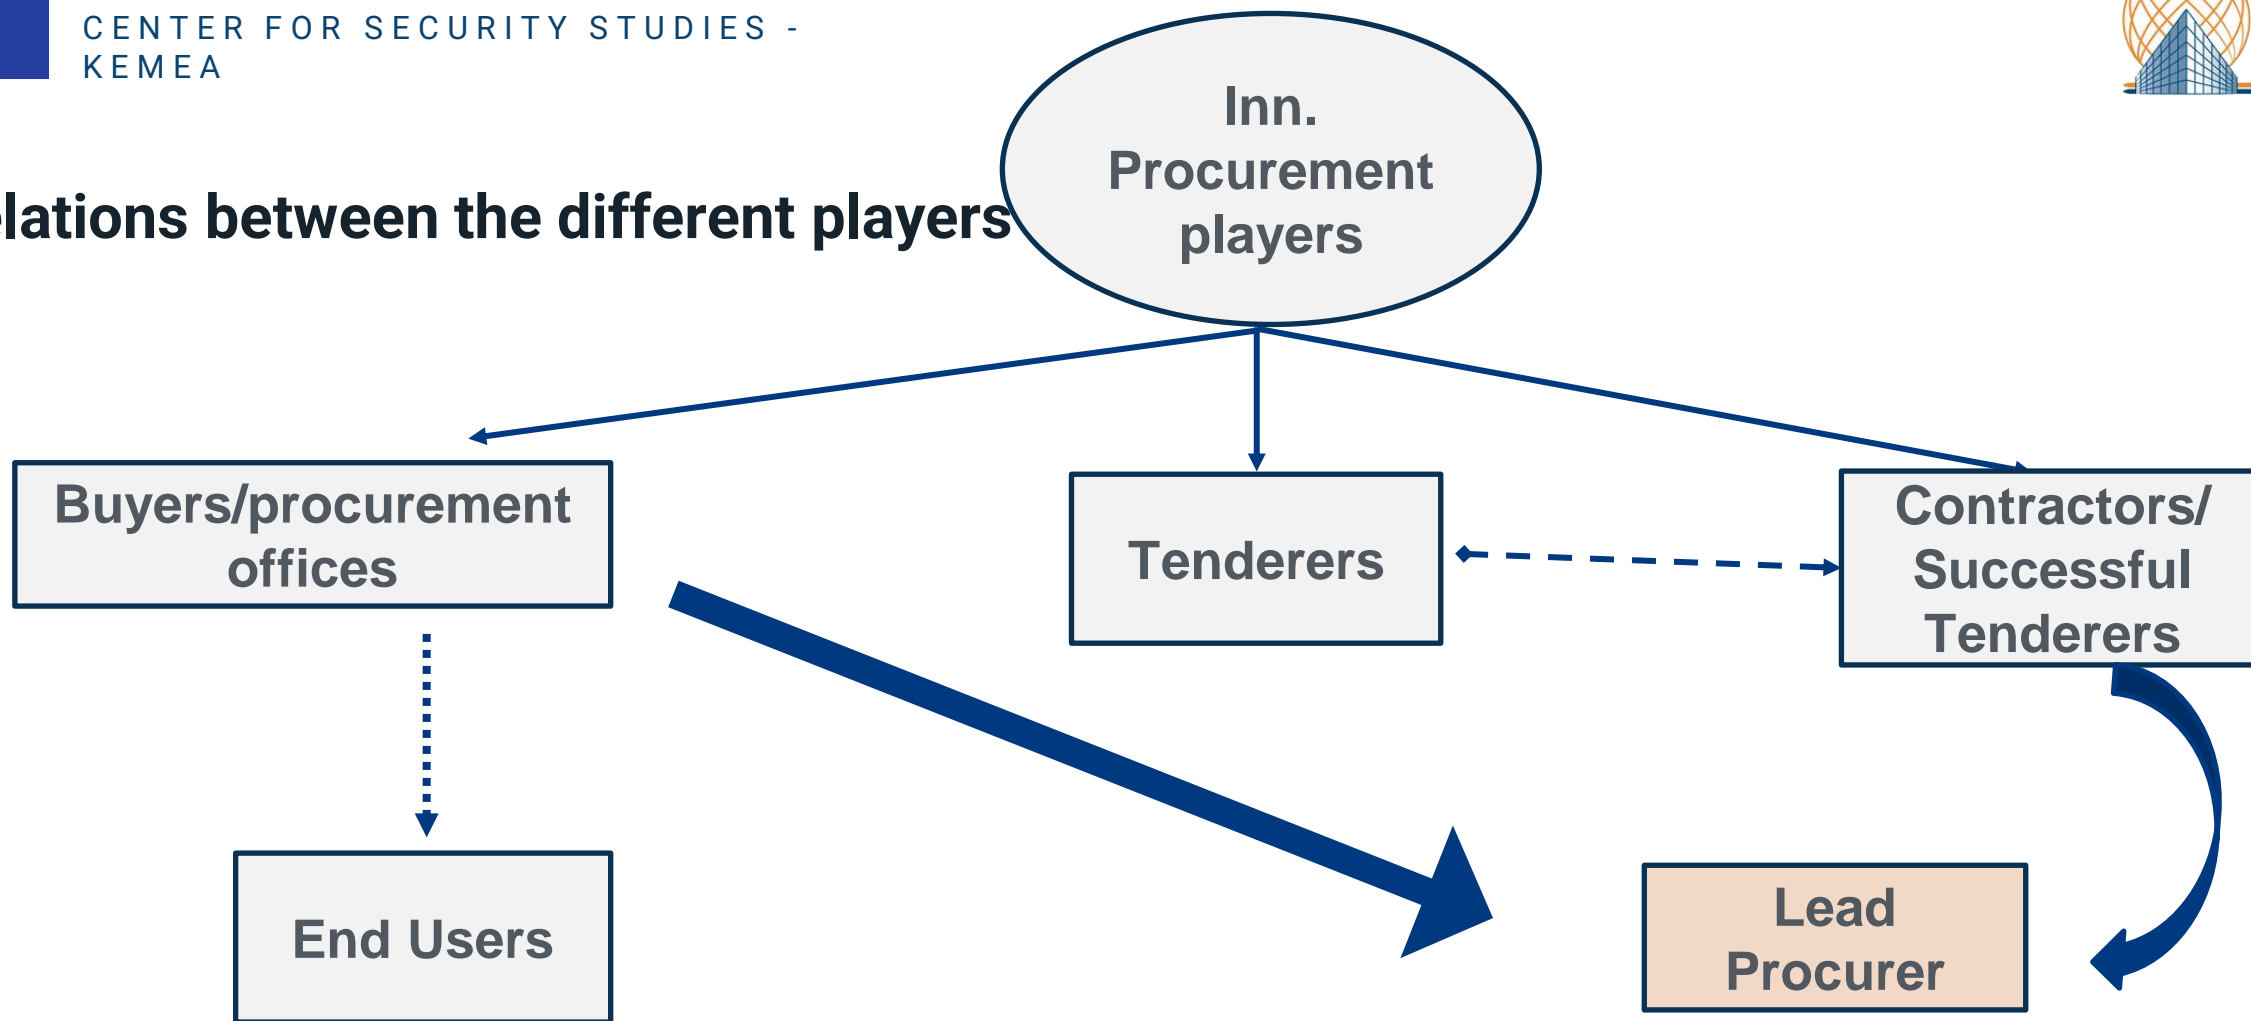 CENTER FOR SECURITY STUDIES -
KEMEA
elations between the different players
Inn.
Procurement
players
Buyers/procurement
offices
Tenderers
Contractors/
Successful
Tenderers
End Users
Lead
Procurer